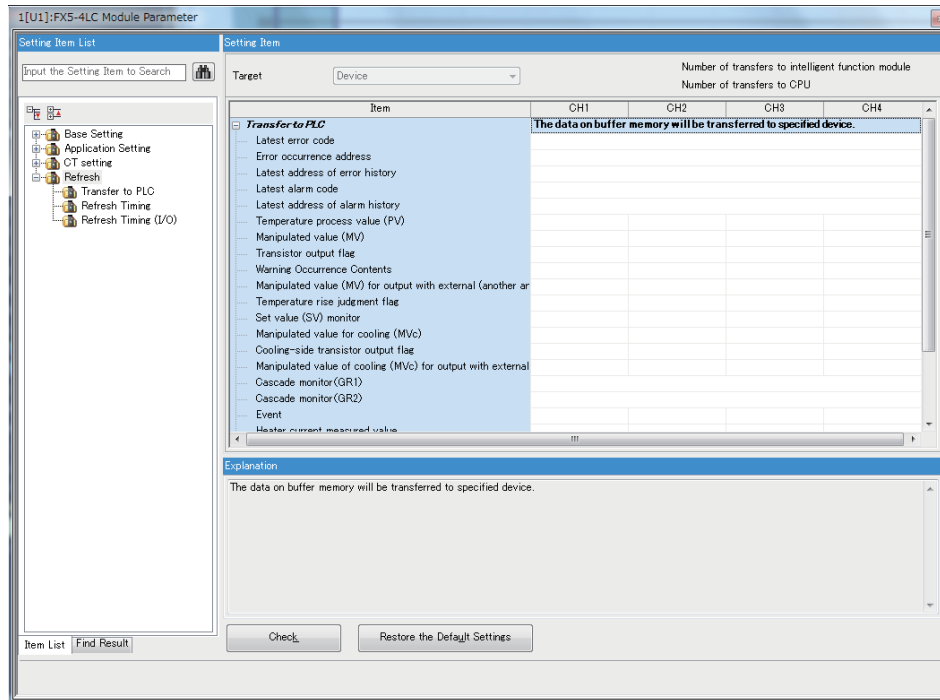 1[U1]:FX5-4LC Module Parameter
Setting Item List
Input the Setting Item to Search
Base Setting
Application Setting
CT setting
Refresh
Transfer to PLC
Refresh Timing
Refresh Timing (I/O)
Item List
Find Result
Setting Item
Target
Device
Number of transfers to intelligent function module
Number of transfers to CPU
Item CH1 CH2 CH3 CH4
Transfer to PLC The data on buffer memory will be transferred to specified device.
Latest error code
Error occurrence address
Latest address of error history
Latest alarm code
Latest address of alarm history
Temperature process value (PV)
Manipulated value (MV)
Transistor output flag
Warning Occurrence Contents
Manipulated value (MV) for output with external (another ar
Temperature rise judgment flag
Set value (SV) monitor
Manipulated value for cooling (MVc)
Cooling-side transistor output flag
Manipulated value of cooling (MVc) for output with external
Cascade monitor(GR1)
Cascade monitor(GR2)
Event
Heater current measured value
Explanation
The data on buffer memory will be transferred to specified device.
Check
Restore the Default Settings